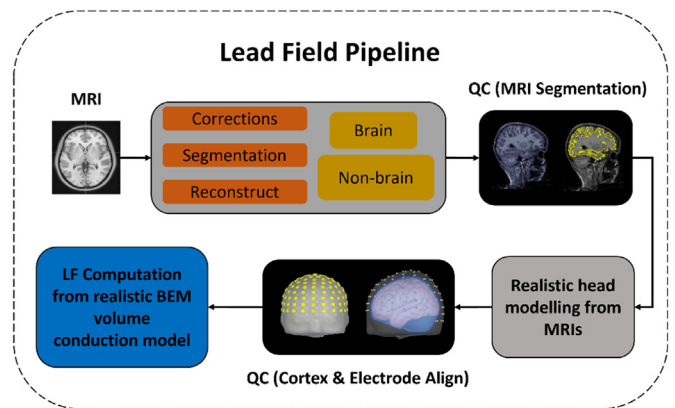 Lead Field Pipeline
MRI
Corrections
Segmentation
Reconstruct
Brain
Non-brain
QC (MRI Segmentation)
Realistic head
modelling from
MRIs
QC (Cortex & Electrode Align)
LF Computation
from realistic BEM
volume
conduction model